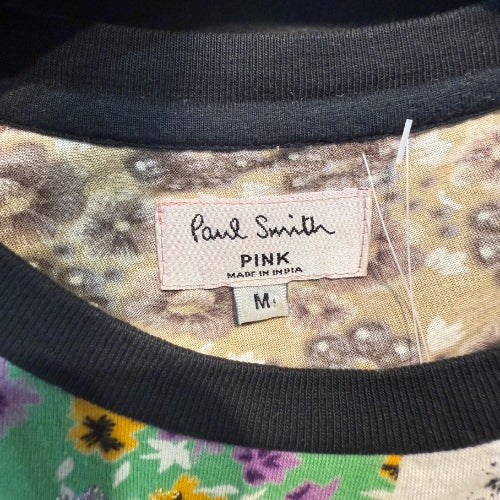 Paul Smith
PINK
MADE IN INDIA
M